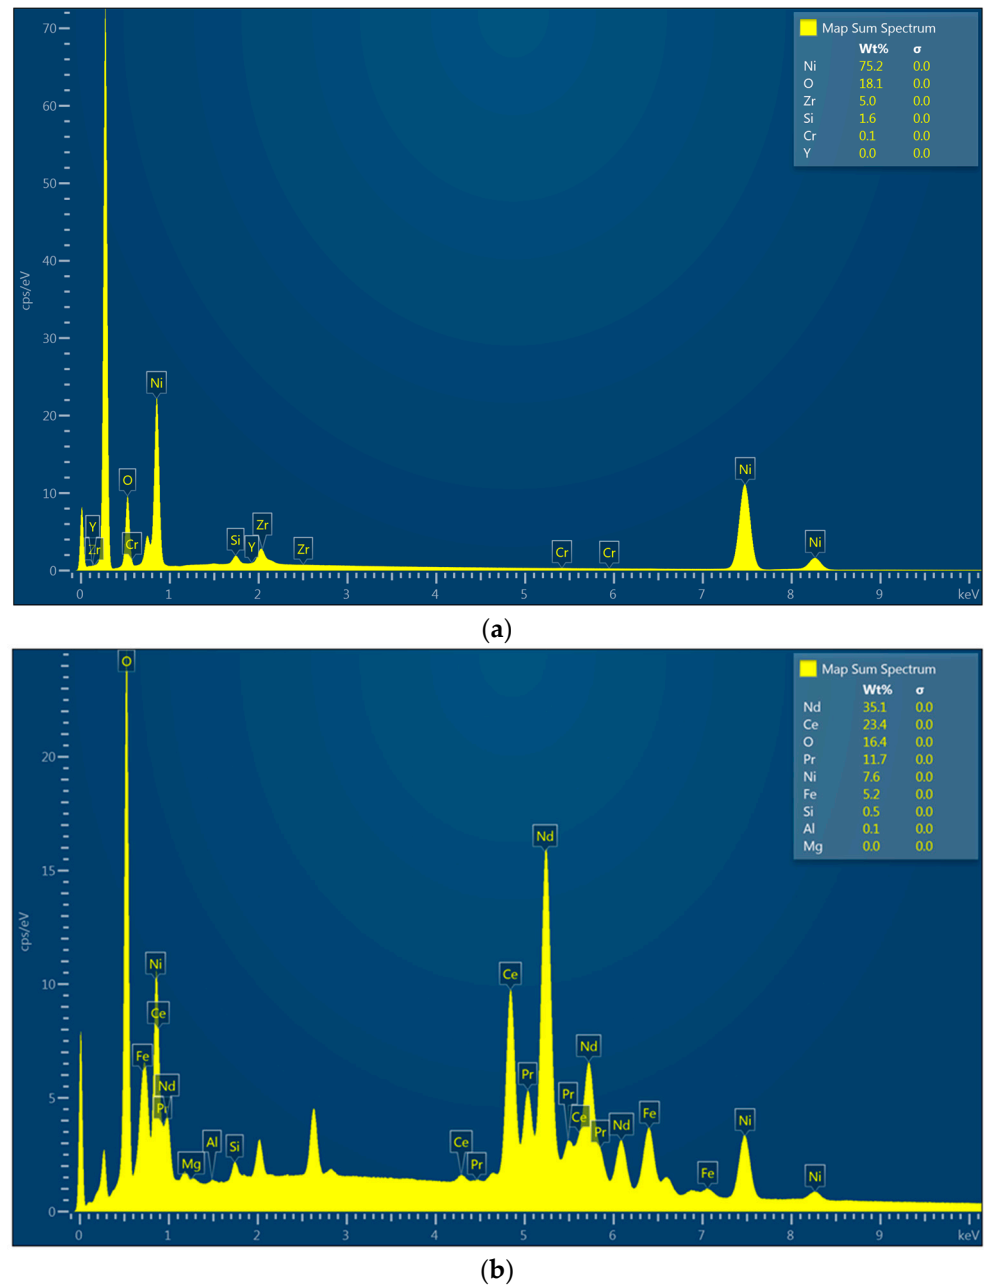 70
60
50
40
30
20
10
0
cps/eV
Map Sum Spectrum
Wt% σ
Ni 75.2 0.0
O 18.1 0.0
Zr 5.0 0.0
Si 1.6 0.0
Cr 0.1 0.0
Y 0.0 0.0
Ni
O
Y
Zr
Cr
Si
Y
Zr
Zr
Cr
Cr
Ni
Ni
0 1 2 3 4 5 6 7 8 9 keV
(a)
20
15
10
5
0
cps/eV
Map Sum Spectrum
Wt% σ
Nd 35.1 0.0
Ce 23.4 0.0
O 16.4 0.0
Pr 11.7 0.0
Ni 7.6 0.0
Fe 5.2 0.0
Si 0.5 0.0
Al 0.1 0.0
Mg 0.0 0.0
O
Ni
Ce
Fe
Nd
Pr
Mg
Al
Si
Ce
Pr
Ce
Pr
Nd
Pr
Ce
Nd
Pr
Nd
Fe
Fe
Ni
Ni
0 1 2 3 4 5 6 7 8 9 keV
(b)